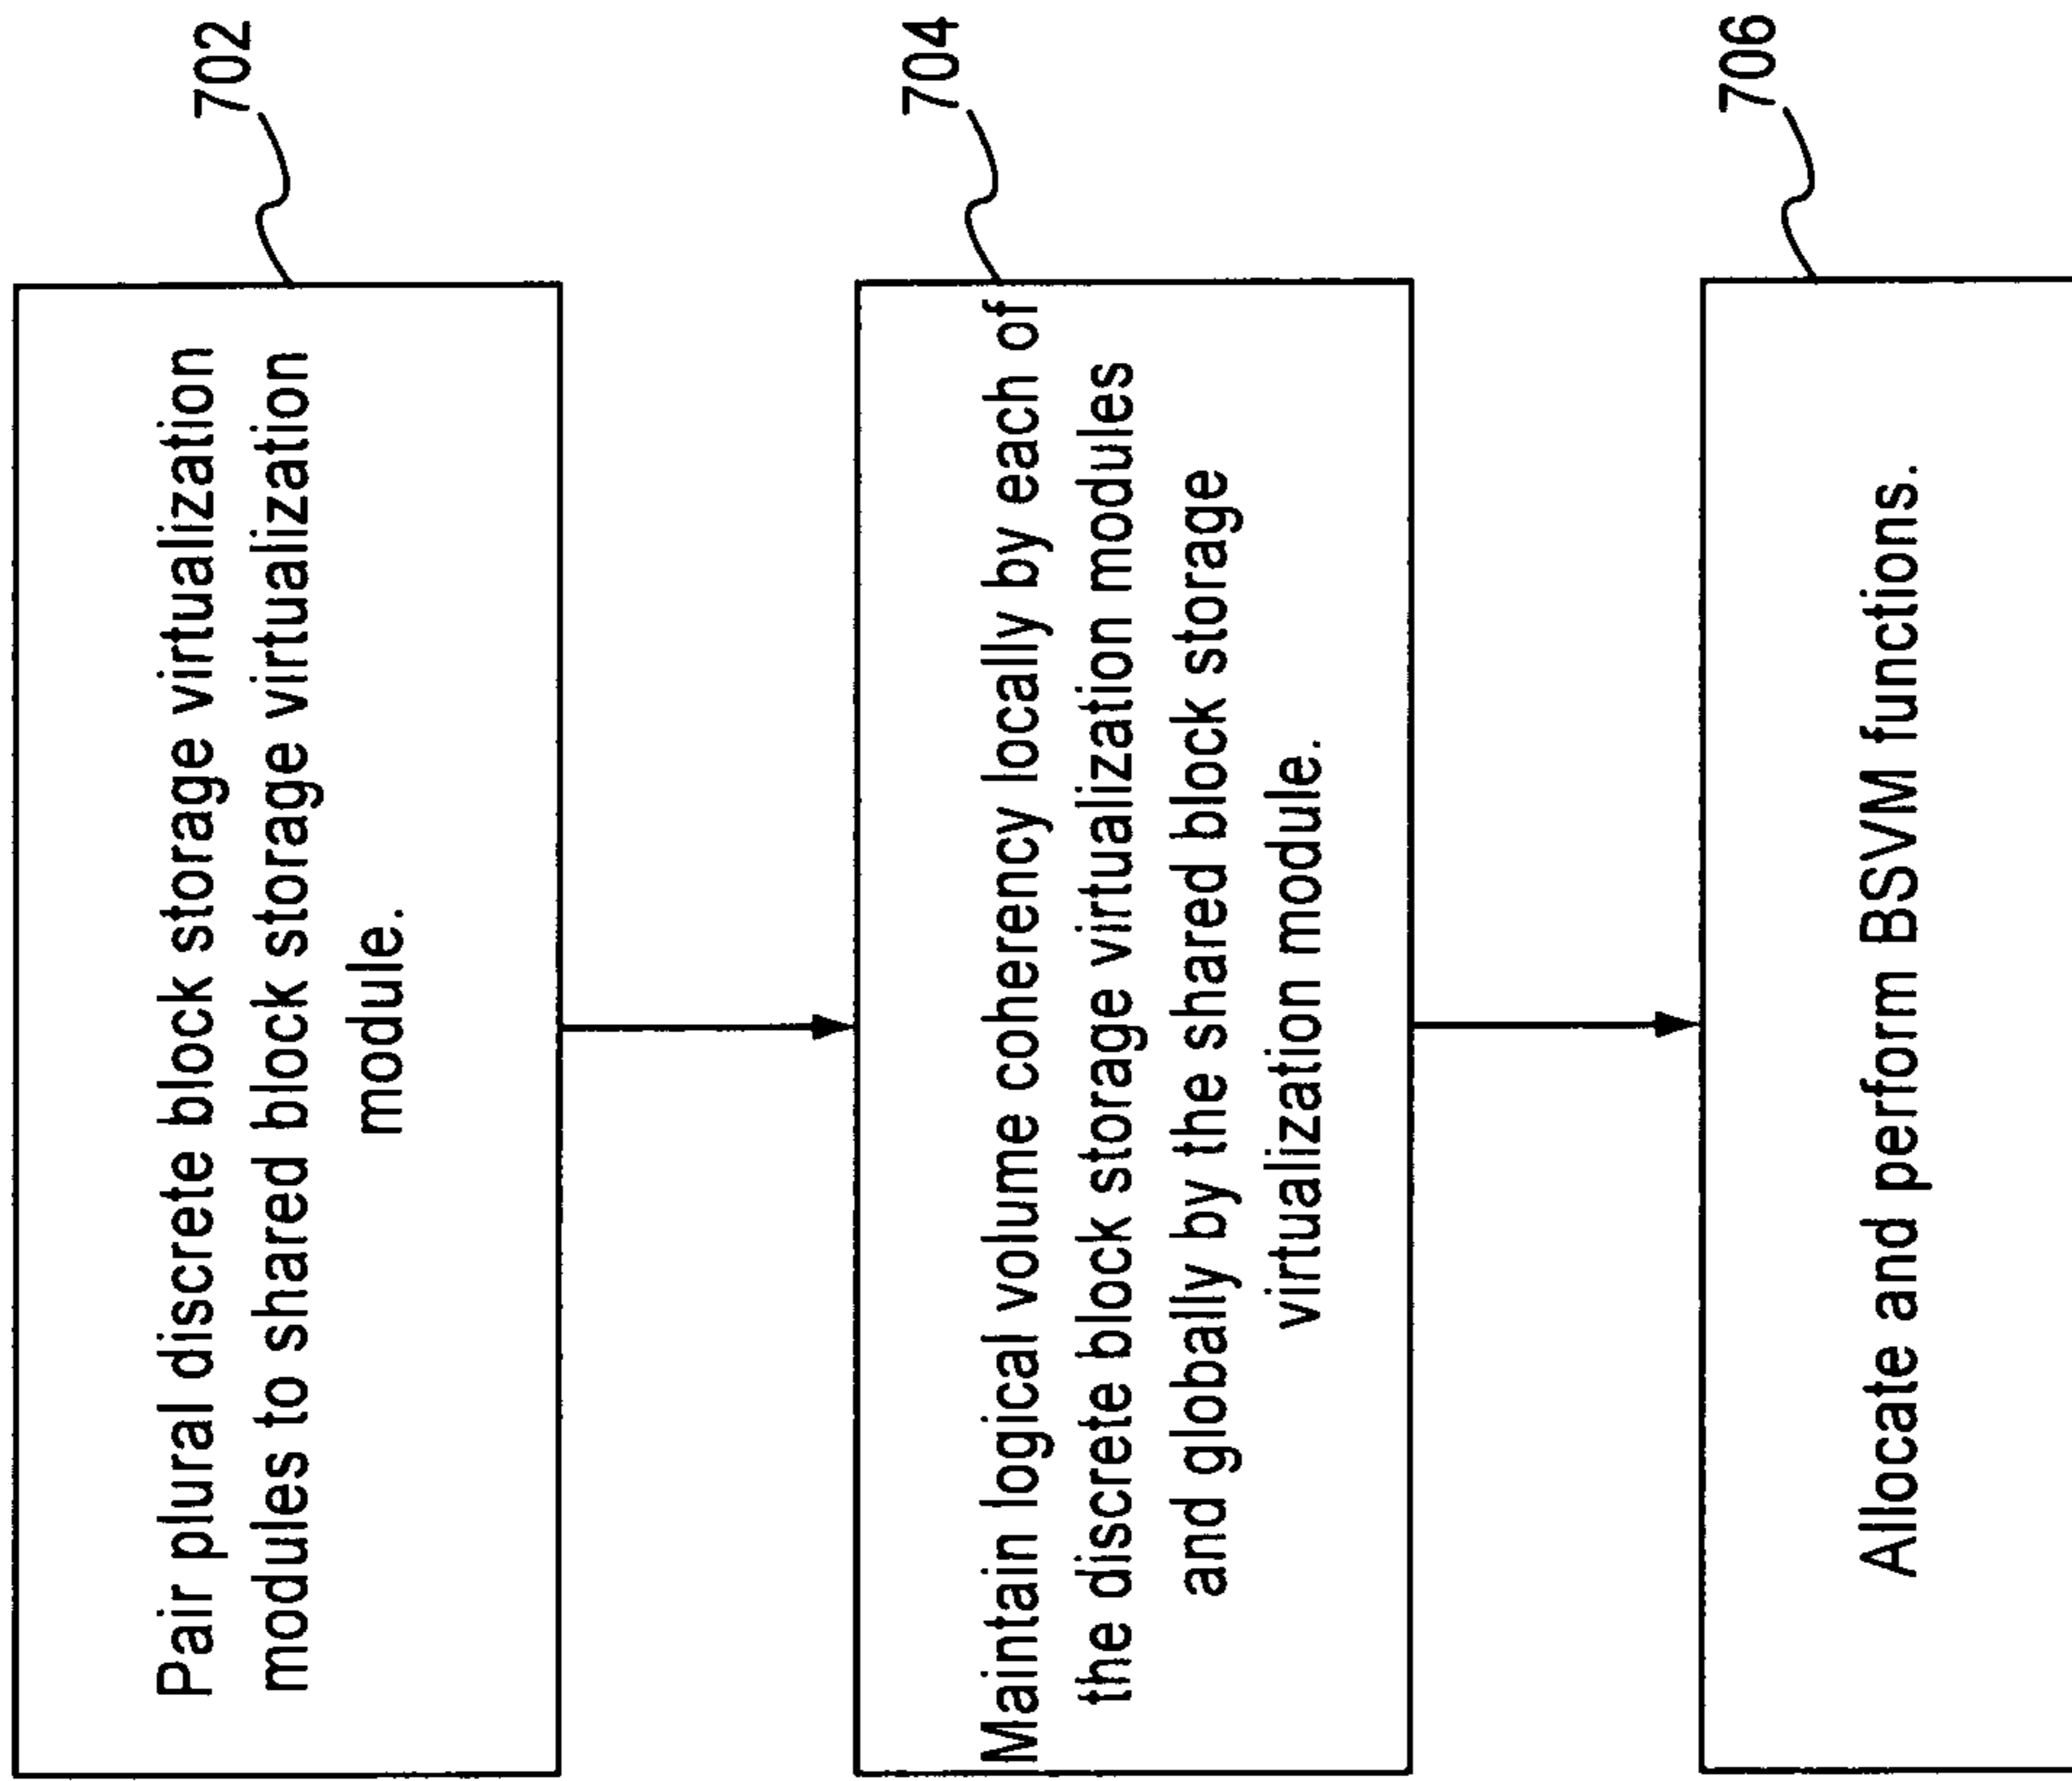 702
Pair plural discrete block storage virtualization
modules to shared block storage virtualization
module.
704
Maintain logical volume coherency locally by each of
the discrete block storage virtualization modules
and globally by the shared block storage
virtualization module.
706
Allocate and perform BSVM functions.